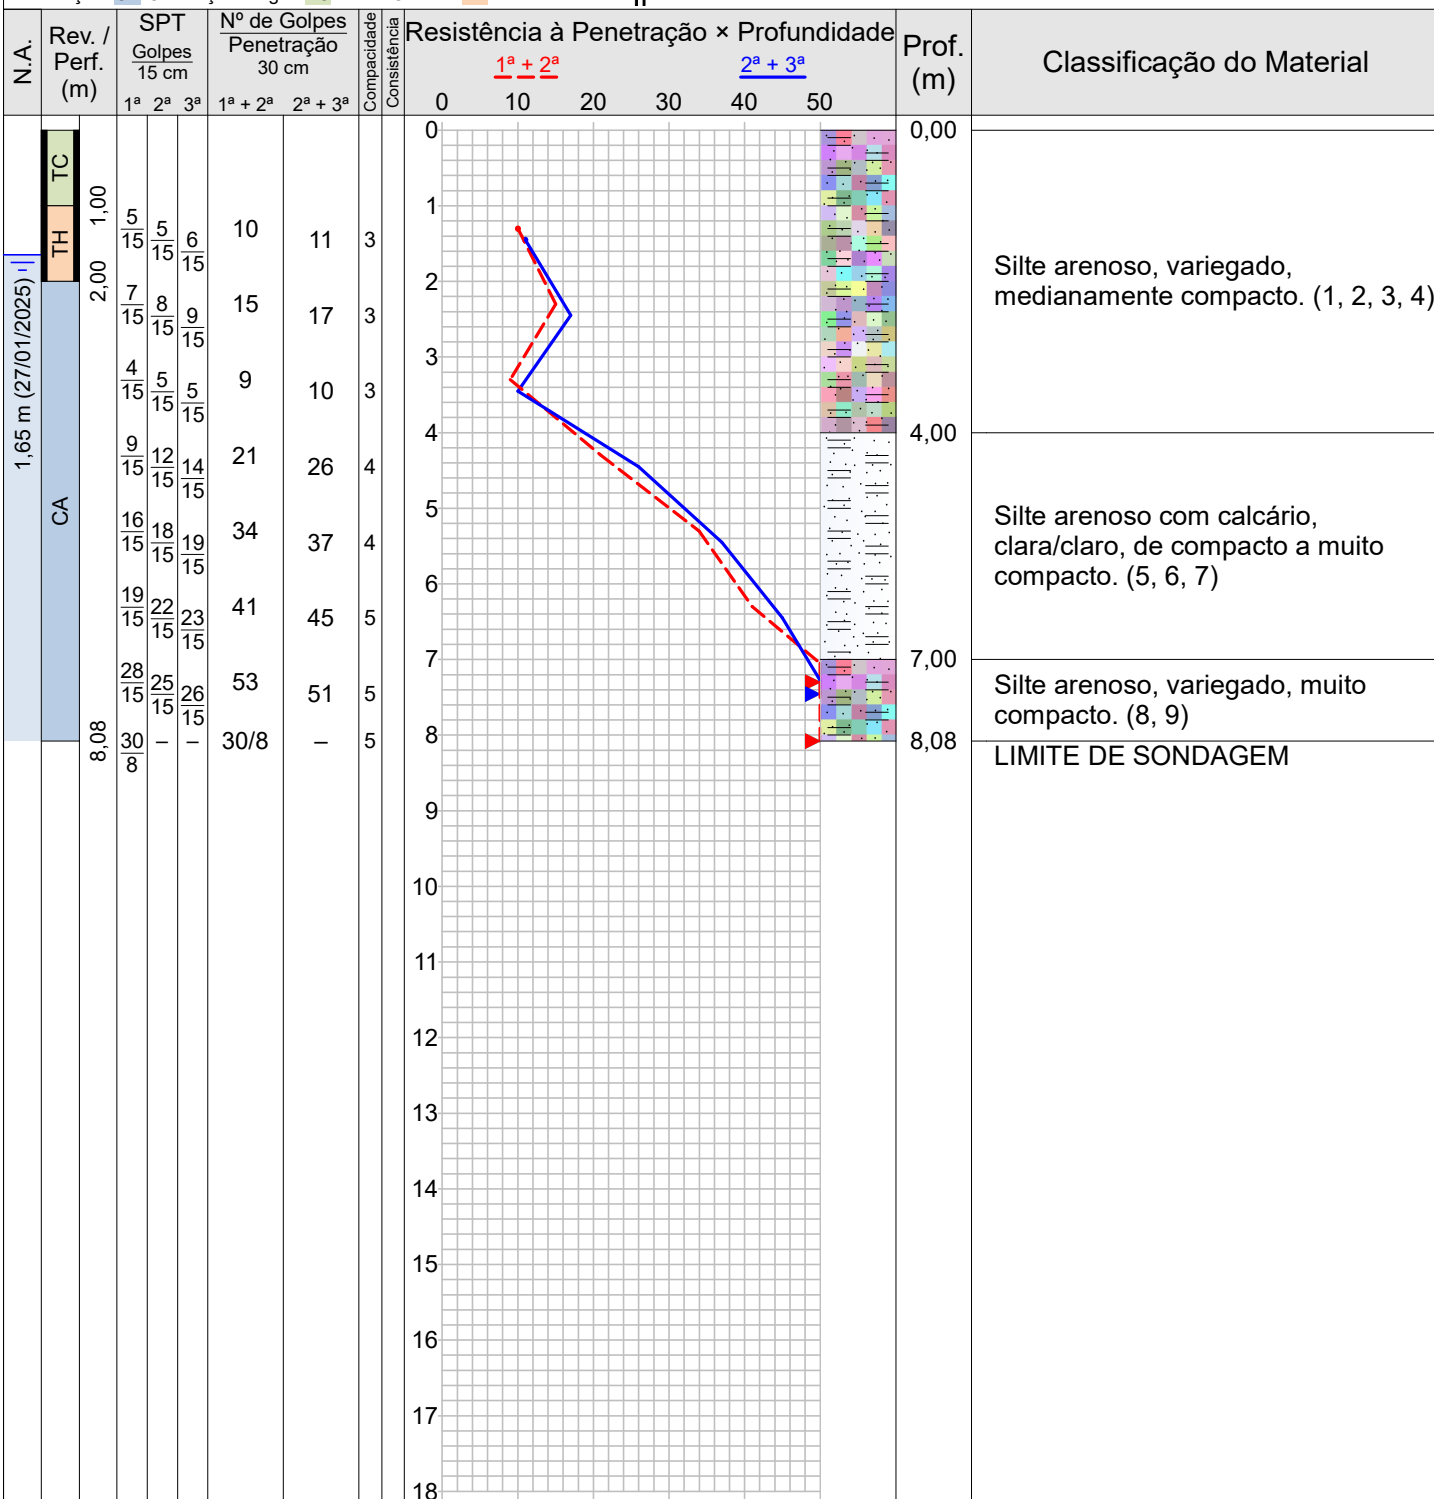 N.A.
Rev. /
Perf.
(m)
SPT
Golpes
15 cm
1ª 2ª 3ª
Nº de Golpes
Penetração
30 cm
1ª + 2ª 2ª + 3ª
Compacidade
Consistência
Resistência à Penetração × Profundidade
1ª + 2ª 2ª + 3ª
0 10 20 30 40 50
Prof.
(m)
Classificação do Material
1,65 m (27/01/2025)
TC
TH
CA
1,00
2,00
8,08
5/15 5/15 6/15 10 11 3
7/15 8/15 9/15 15 17 3
4/15 5/15 5/15 9 10 3
9/15 12/15 14/15 21 26 4
16/15 18/15 19/15 34 37 4
19/15 22/15 23/15 41 45 5
28/15 25/15 26/15 53 51 5
30/8 – – 30/8 – 5
0
1
2
3
4
5
6
7
8
9
10
11
12
13
14
15
16
17
18
0,00
Silte arenoso, variegado,
medianamente compacto. (1, 2, 3, 4)
4,00
Silte arenoso com calcário,
clara/claro, de compacto a muito
compacto. (5, 6, 7)
7,00
Silte arenoso, variegado, muito
compacto. (8, 9)
8,08
LIMITE DE SONDAGEM